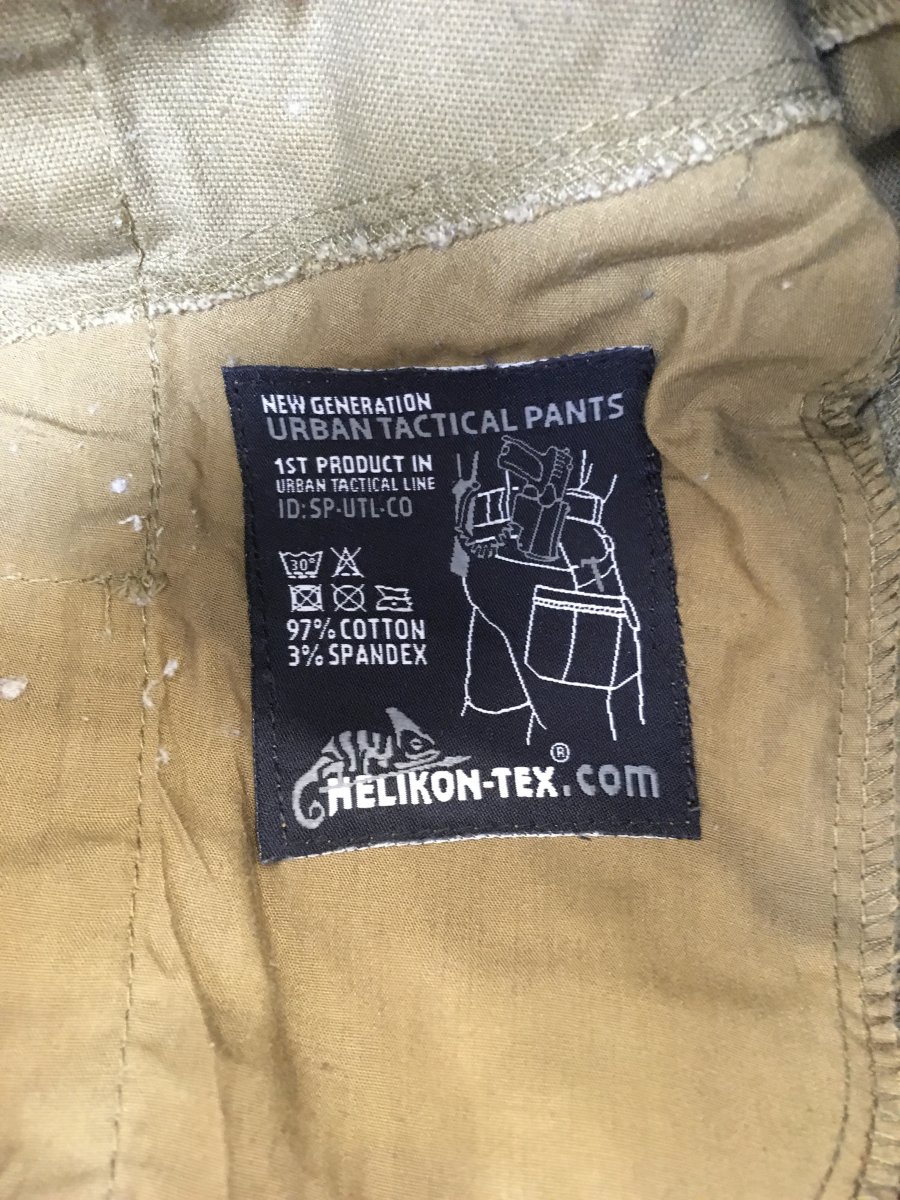 NEW GENERATION
URBAN TACTICAL PANTS
1ST PRODUCT IN
URBAN TACTICAL LINE
ID:SP-UTL-CO
30°
97% COTTON
3% SPANDEX
HELIKON-TEX®.com